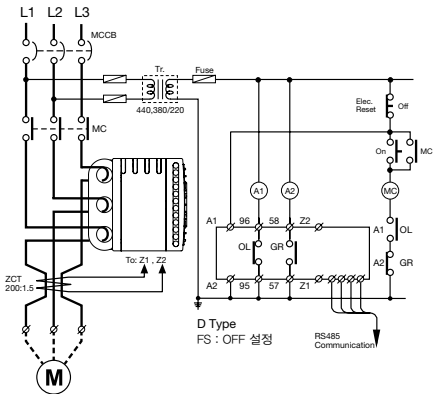 L1 L2 L3
MCCB
Tr.
Fuse
440,380/220
Elec.
Reset
Off
MC
On
MC
A1
A2
MC
A1 96 58 Z2
A1
OL
OL
GR
To: Z1 , Z2
ZCT
200:1.5
A2 95 57 Z1
A2
GR
D Type
FS : OFF 설정
RS485
Communication
M